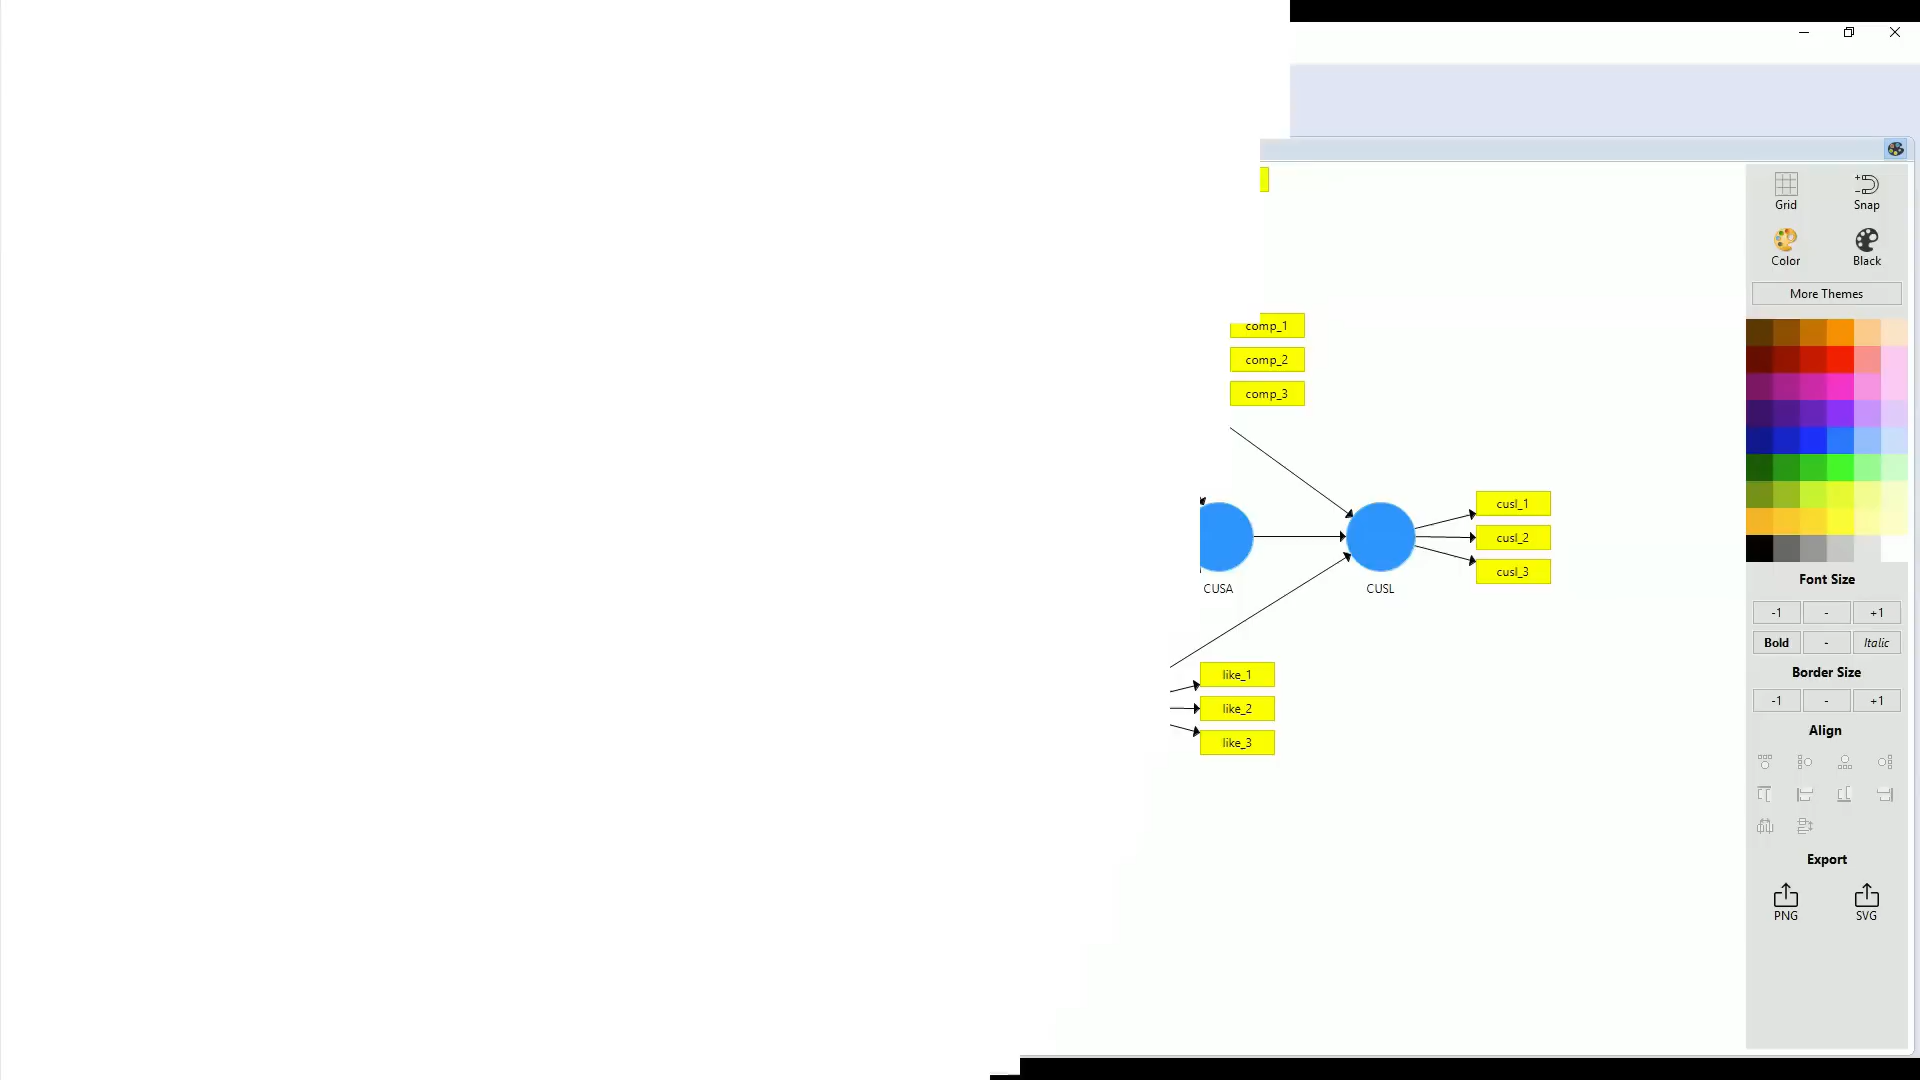 comp_1
comp_2
comp_3
cusl_1
cusl_2
cusl_3
CUSA
CUSL
like_1
like_2
like_3
Grid Snap
Color Black
More Themes
Font Size
-1 - +1
Bold - Italic
Border Size
-1 - +1
Align
Export
PNG SVG